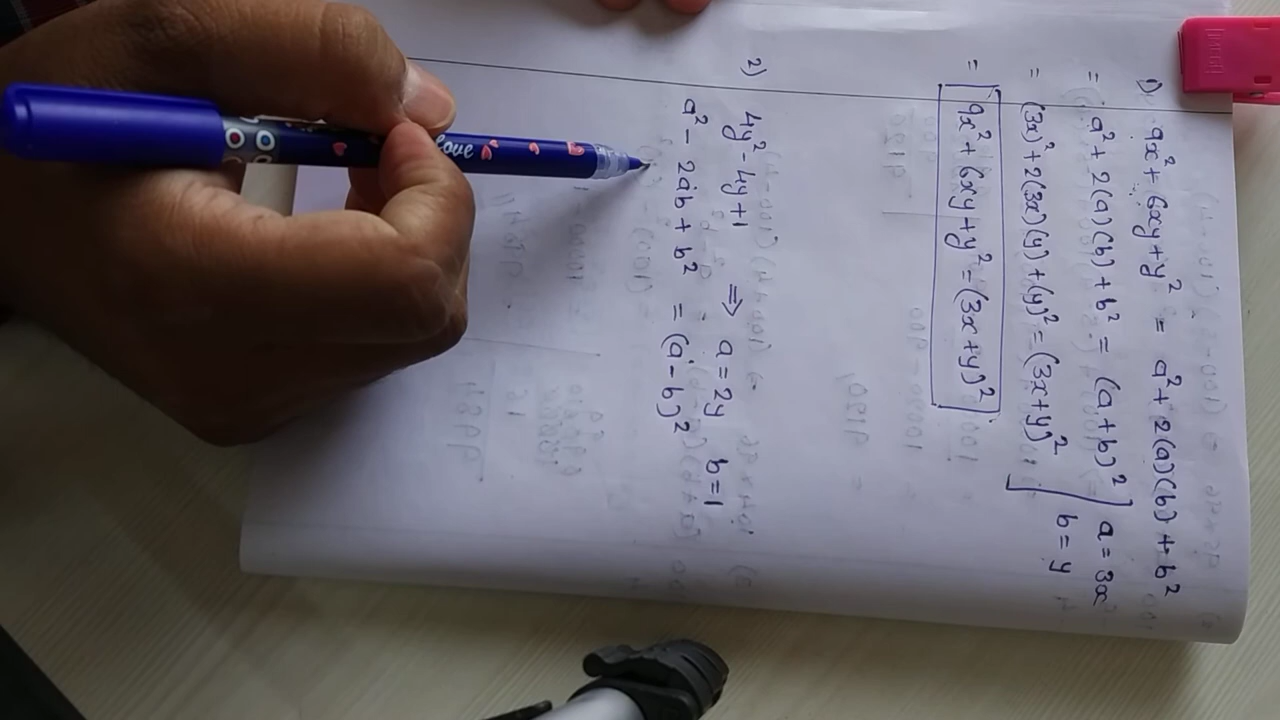 1) 9x² + 6xy + y² = a² + 2(a)(b) + b²
= a² + 2(a)(b) + b² = (a + b)² ] a = 3x
= (3x)² + 2(3x)(y) + (y)² = (3x + y)² ] b = y
= 9x² + 6xy + y² = (3x + y)²
2) 4y² - 4y + 1 ⇒ a = 2y b = 1
a² - 2ab + b² = (a - b)²
love